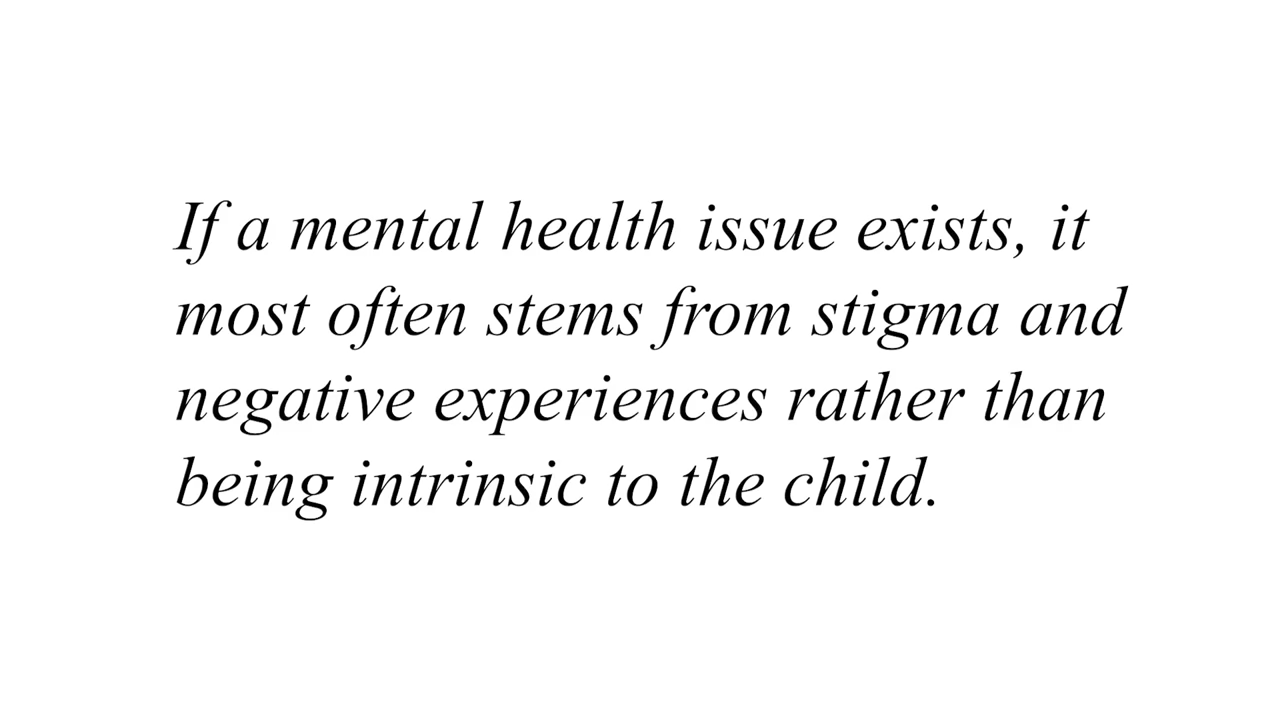 If a mental health issue exists, it
most often stems from stigma and
negative experiences rather than
being intrinsic to the child.